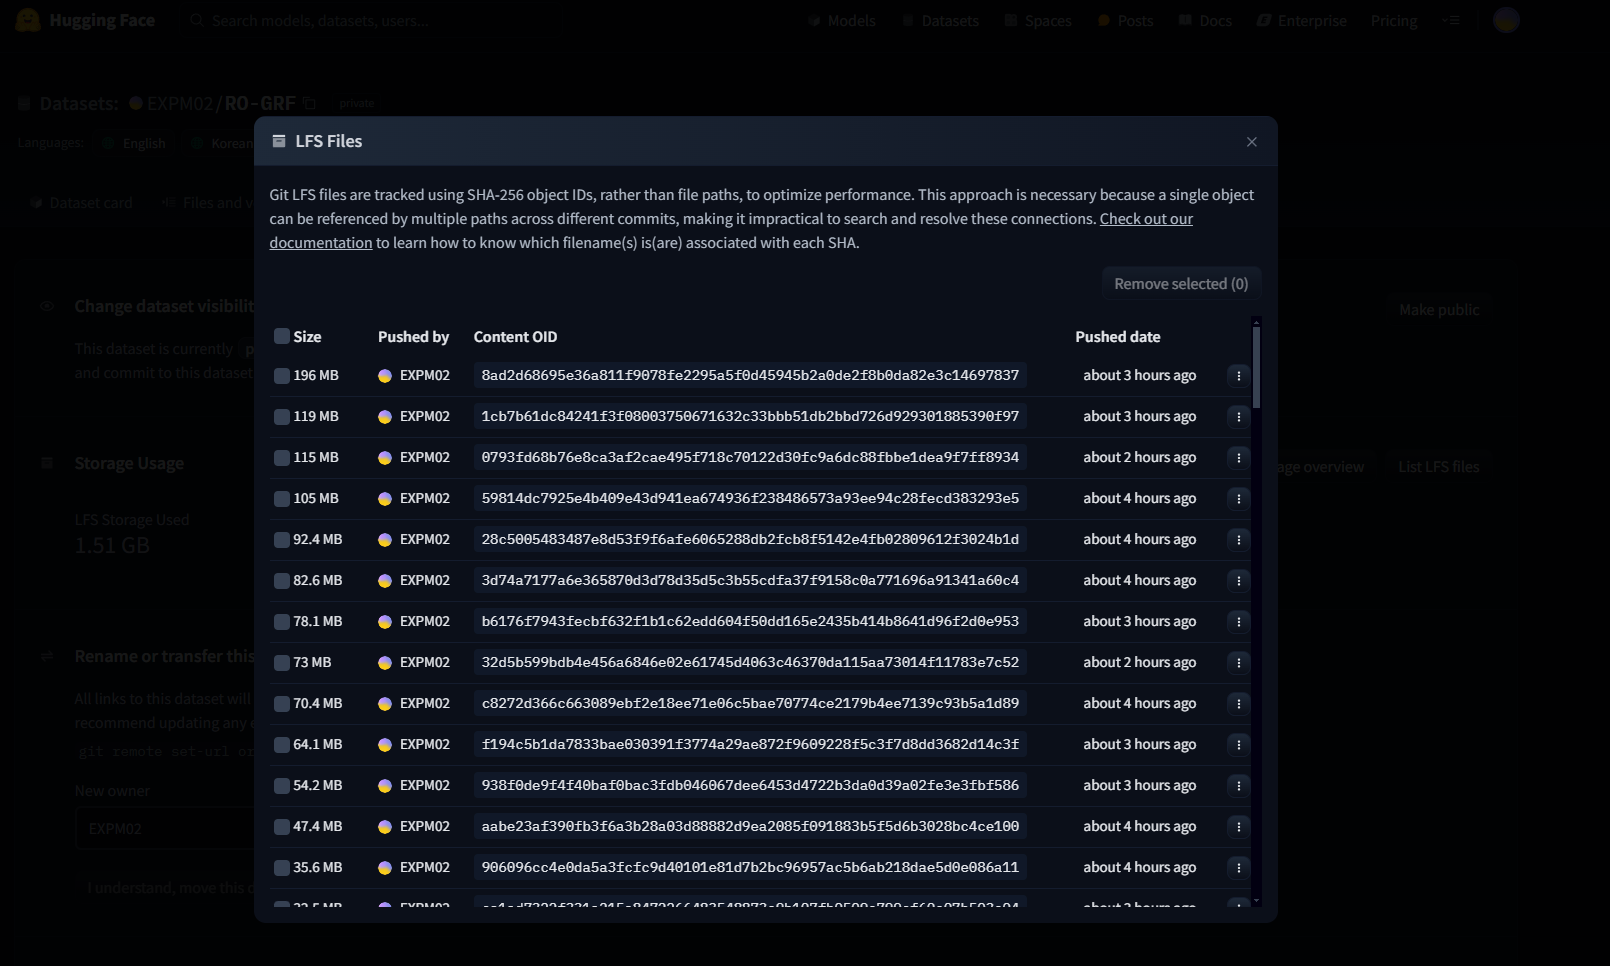 Hugging Face
Search models, datasets, users...
Models
Datasets
Spaces
Posts
Docs
Enterprise
Pricing
Datasets: EXPM02/RO-GRF
private
Languages:
English
Korean
Dataset card
Files and v
LFS Files
Git LFS files are tracked using SHA-256 object IDs, rather than file paths, to optimize performance. This approach is necessary because a single object
can be referenced by multiple paths across different commits, making it impractical to search and resolve these connections. Check out our
documentation to learn how to know which filename(s) is(are) associated with each SHA.
Remove selected (0)
Size Pushed by Content OID Pushed date
196 MB EXPM02 8ad2d68695e36a811f9078fe2295a5f0d45945b2a0de2f8b0da82e3c14697837 about 3 hours ago
119 MB EXPM02 1cb7b61dc84241f3f08003750671632c33bbb51db2bbd726d929301885390f97 about 3 hours ago
115 MB EXPM02 0793fd68b76e8ca3af2cae495f718c70122d30fc9a6dc88fbbe1dea9f7ff8934 about 2 hours ago
105 MB EXPM02 59814dc7925e4b409e43d941ea674936f238486573a93ee94c28fecd383293e5 about 4 hours ago
92.4 MB EXPM02 28c5005483487e8d53f9f6afe6065288db2fcb8f5142e4fb02809612f3024b1d about 4 hours ago
82.6 MB EXPM02 3d74a7177a6e365870d3d78d35d5c3b55cdfa37f9158c0a771696a91341a60c4 about 4 hours ago
78.1 MB EXPM02 b6176f7943fecbf632f1b1c62edd604f50dd165e2435b414b8641d96f2d0e953 about 3 hours ago
73 MB EXPM02 32d5b599bdb4e456a6846e02e61745d4063c46370da115aa73014f11783e7c52 about 2 hours ago
70.4 MB EXPM02 c8272d366c663089ebf2e18ee71e06c5bae70774ce2179b4ee7139c93b5a1d89 about 4 hours ago
64.1 MB EXPM02 f194c5b1da7833bae030391f3774a29ae872f9609228f5c3f7d8dd3682d14c3f about 3 hours ago
54.2 MB EXPM02 938f0de9f4f40baf0bac3fdb046067dee6453d4722b3da0d39a02fe3e3fbf586 about 3 hours ago
47.4 MB EXPM02 aabe23af390fb3f6a3b28a03d88882d9ea2085f091883b5f5d6b3028bc4ce100 about 4 hours ago
35.6 MB EXPM02 906096cc4e0da5a3fcfc9d40101e81d7b2bc96957ac5b6ab218dae5d0e086a11 about 4 hours ago
Change dataset visibilit
Make public
This dataset is currently p
and commit to this dataset
Storage Usage
age overview
List LFS files
LFS Storage Used
1.51 GB
Rename or transfer this
All links to this dataset will
recommend updating any e
git remote set-url or
New owner
EXPM02
I understand, move this d